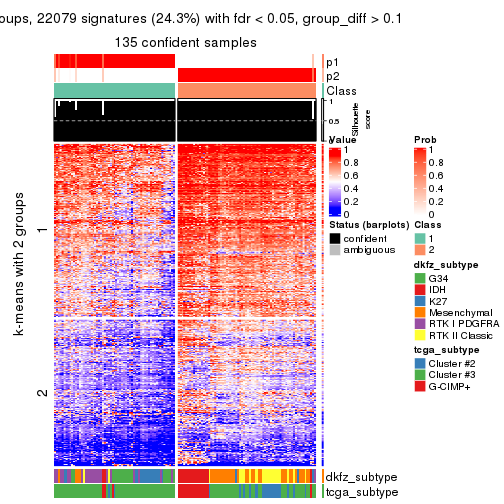 oups, 22079 signatures (24.3%) with fdr < 0.05, group_diff > 0.1
135 confident samples
p1
p2
Class
1
0.5
0
Silhouette
score
k-means with 2 groups
1
2
dkfz_subtype
tcga_subtype
Value
1
0.8
0.6
0.4
0.2
0
Status (barplots)
confident
ambiguous
Prob
1
0.8
0.6
0.4
0.2
0
Class
1
2
dkfz_subtype
G34
IDH
K27
Mesenchymal
RTK I PDGFRA
RTK II Classic
tcga_subtype
Cluster #2
Cluster #3
G-CIMP+